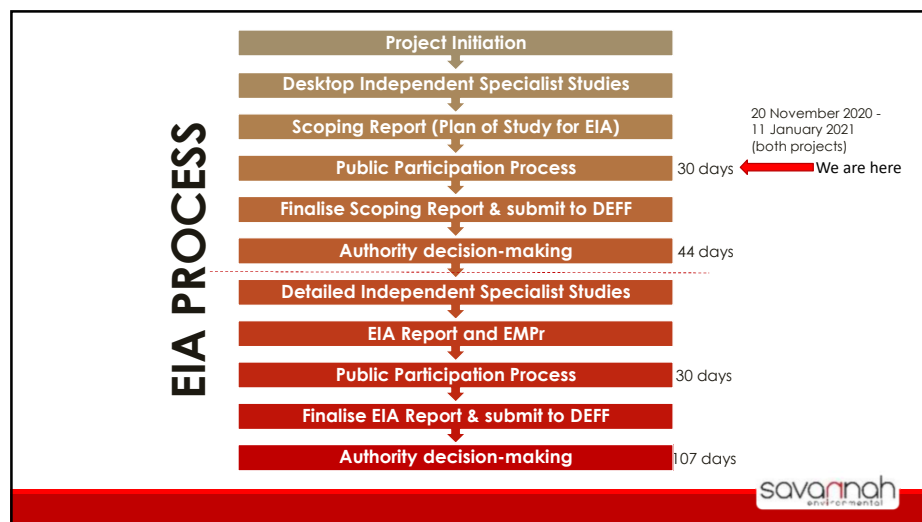 EIA PROCESS
Project Initiation
Desktop Independent Specialist Studies
Scoping Report (Plan of Study for EIA)
20 November 2020 -
11 January 2021
(both projects)
Public Participation Process
30 days
We are here
Finalise Scoping Report & submit to DEFF
Authority decision-making
44 days
Detailed Independent Specialist Studies
EIA Report and EMPr
Public Participation Process
30 days
Finalise EIA Report & submit to DEFF
Authority decision-making
107 days
savannah
environmental